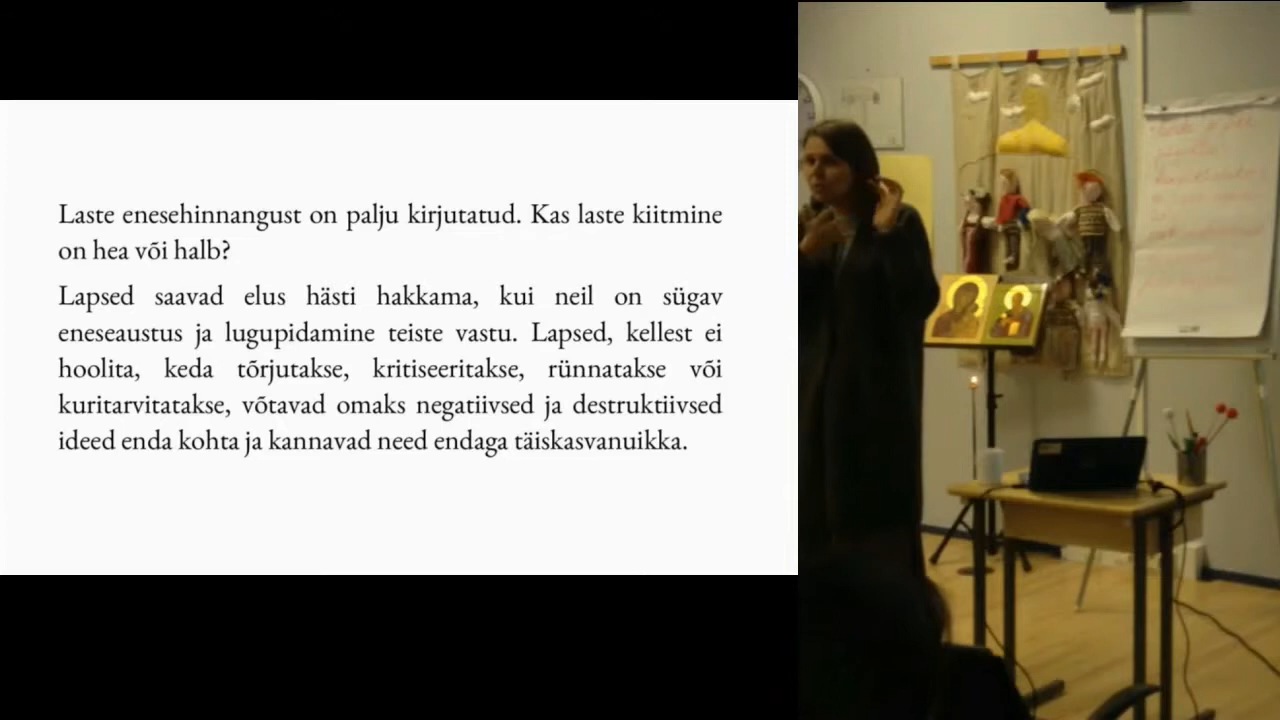 Laste enesehinnangust on palju kirjutatud. Kas laste kiitmine
on hea või halb?
Lapsed saavad elus hästi hakkama, kui neil on sügav
eneseaustus ja lugupidamine teiste vastu. Lapsed, kellest ei
hoolita, keda tõrjutakse, kritiseeritakse, rünnatakse või
kuritarvitatakse, võtavad omaks negatiivsed ja destruktiivsed
ideed enda kohta ja kannavad need endaga täiskasvanuikka.